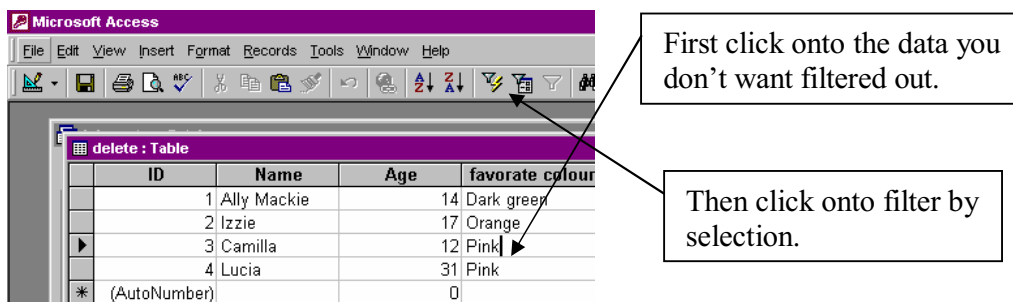 Microsoft Access
File Edit View Insert Format Records Tools Window Help
First click onto the data you
don't want filtered out.
delete : Table
ID Name Age favorate colour
1 Ally Mackie 14 Dark green
2 Izzie 17 Orange
3 Camilla 12 Pink
4 Lucia 31 Pink
(AutoNumber) 0
Then click onto filter by
selection.